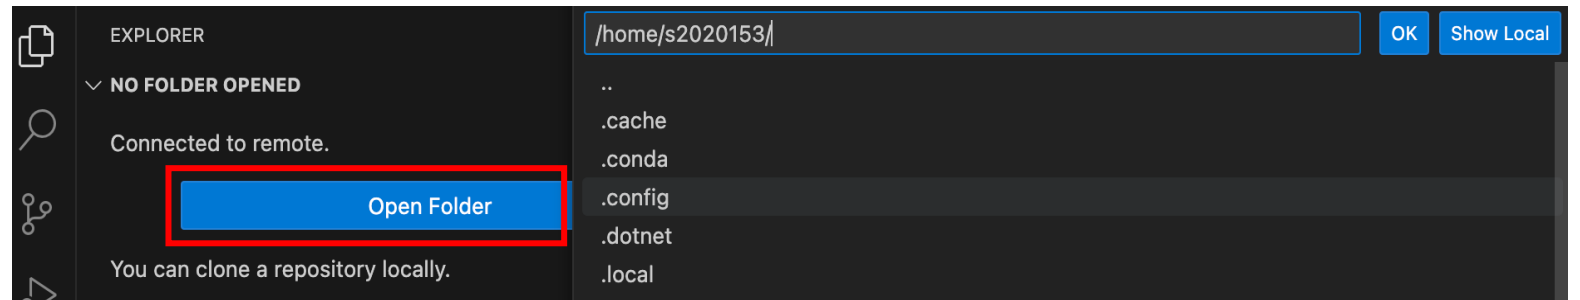 EXPLORER
NO FOLDER OPENED
Connected to remote.
Open Folder
You can clone a repository locally.
/home/s2020153/
OK
Show Local
..
.cache
.conda
.config
.dotnet
.local